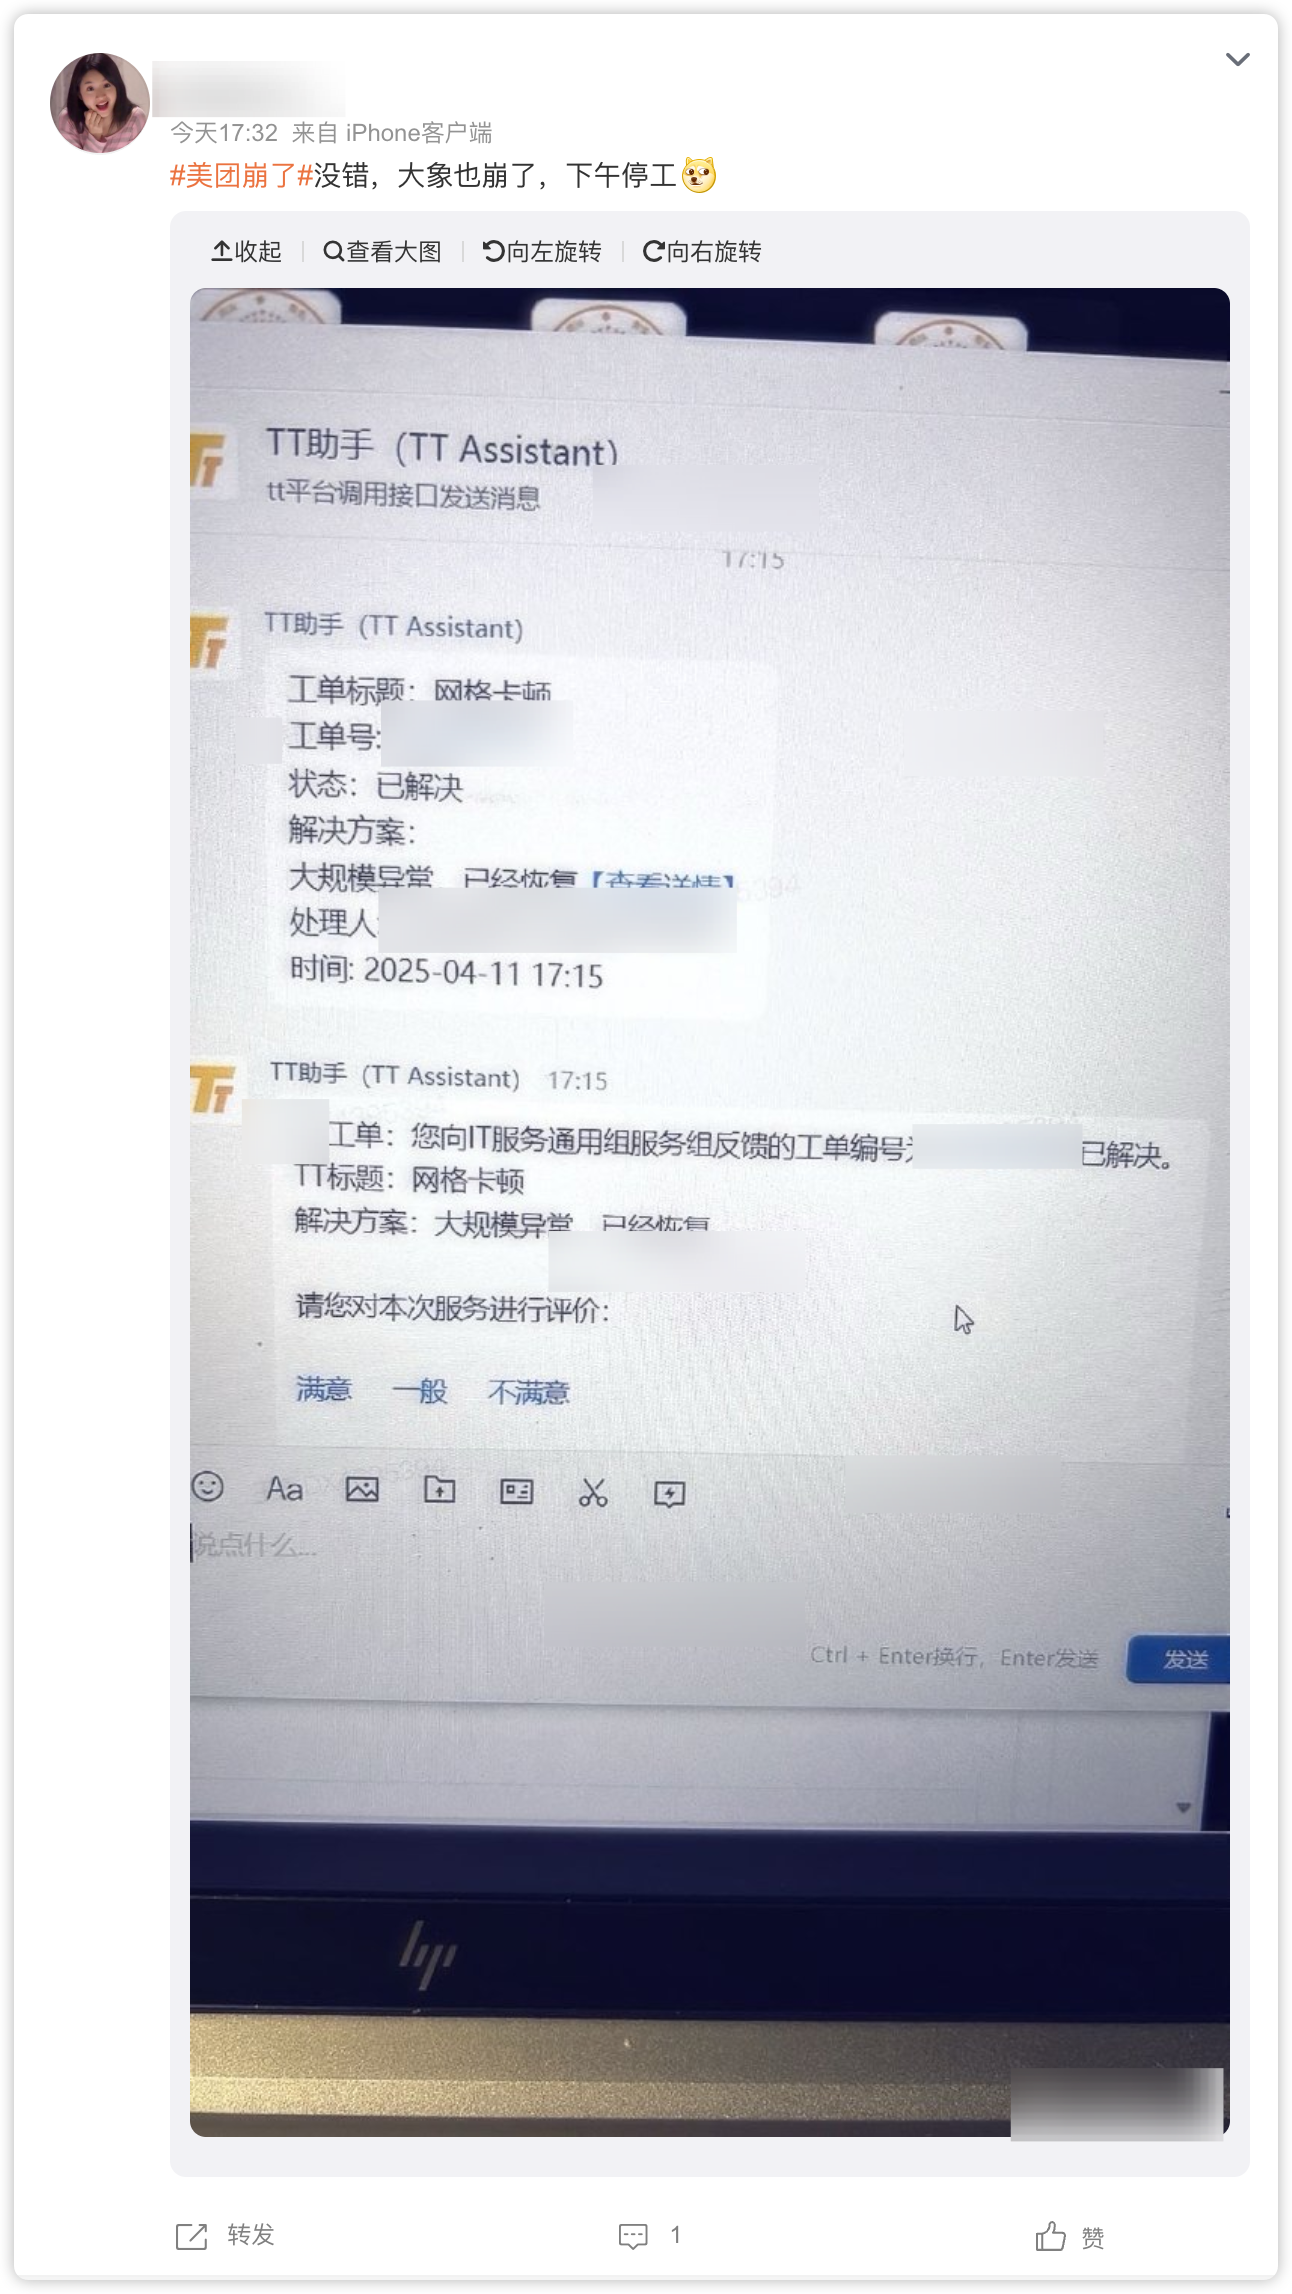 今天17:32 来自 iPhone客户端
#美团崩了#没错，大象也崩了，下午停工
收起
查看大图
向左旋转
向右旋转
TT助手（TT Assistant）
tt平台调用接口发送消息
17:15
TT助手（TT Assistant）
工单标题：网格卡顿
工单号:
状态：已解决
解决方案：
大规模异常，已经恢复【查看详情】
处理人:
时间: 2025-04-11 17:15
TT助手（TT Assistant） 17:15
工单：您向IT服务通用组服务组反馈的工单编号为 已解决。
TT标题：网格卡顿
解决方案：大规模异常，已经恢复
请您对本次服务进行评价：
满意 一般 不满意
Aa
说点什么...
Ctrl + Enter换行，Enter发送
发送
hp
转发
1
赞